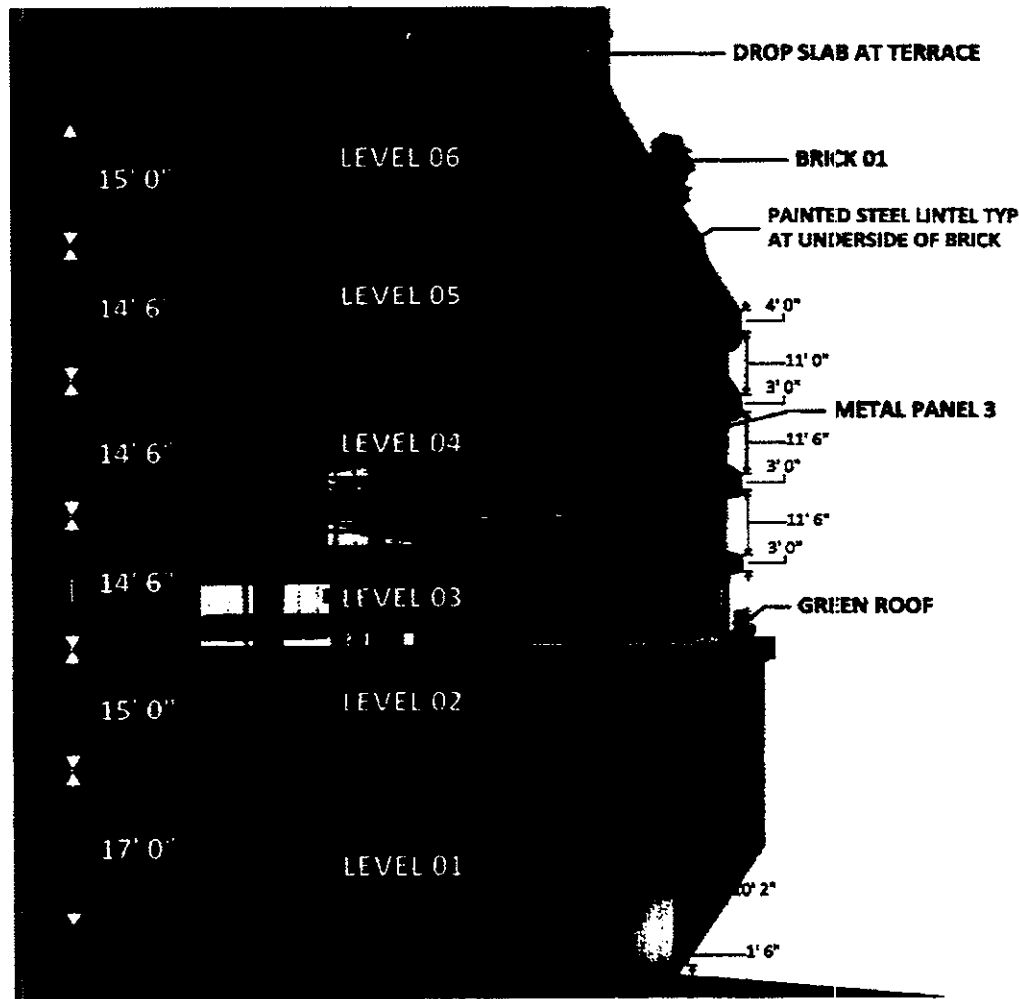 DROP SLAB AT TERRACE
LEVEL 06
BRICK 01
15' 0"
PAINTED STEEL LINTEL TYP
AT UNDERSIDE OF BRICK
LEVEL 05
14' 6"
4' 0"
11' 0"
3' 0"
METAL PANEL 3
LEVEL 04
11' 6"
14' 6"
3' 0"
11' 6"
3' 0"
14' 6"
LEVEL 03
GREEN ROOF
LEVEL 02
15' 0"
17' 0"
LEVEL 01
1' 6"